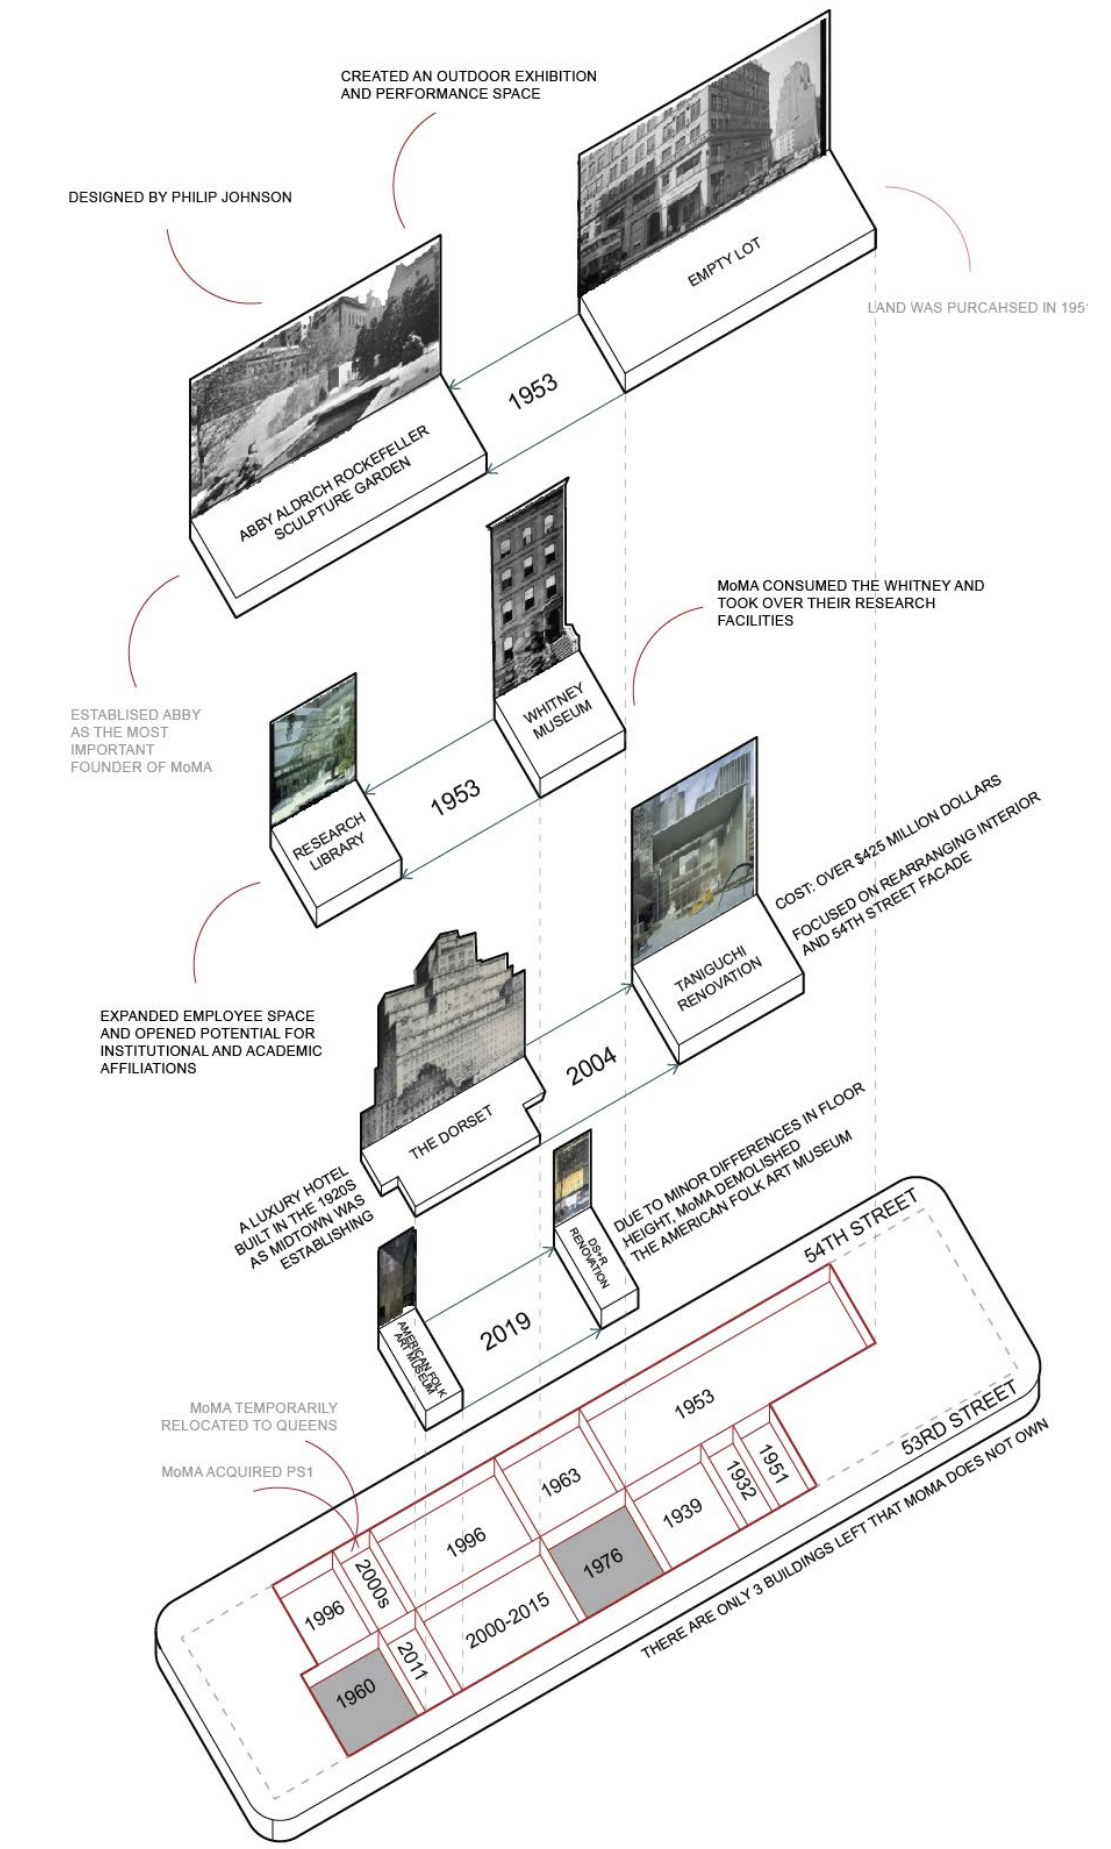 CREATED AN OUTDOOR EXHIBITION
AND PERFORMANCE SPACE
DESIGNED BY PHILIP JOHNSON
EMPTY LOT
LAND WAS PURCAHSED IN 195
1953
ABBY ALDRICH ROCKEFELLER
SCULPTURE GARDEN
MoMA CONSUMED THE WHITNEY AND
TOOK OVER THEIR RESEARCH
FACILITIES
WHITNEY
MUSEUM
ESTABLISED ABBY
AS THE MOST
IMPORTANT
FOUNDER OF MoMA
1953
RESEARCH
LIBRARY
COST: OVER $425 MILLION DOLLARS
FOCUSED ON REARRANGING INTERIOR
AND 54TH STREET FACADE
TANIGUCHI
RENOVATION
EXPANDED EMPLOYEE SPACE
AND OPENED POTENTIAL FOR
INSTITUTIONAL AND ACADEMIC
AFFILIATIONS
2004
THE DORSET
A LUXURY HOTEL
BUILT IN THE 1920S
AS MIDTOWN WAS
ESTABLISHING
DUE TO MINOR DIFFERENCES IN FLOOR
HEIGHT, MoMA DEMOLISHED
THE AMERICAN FOLK ART MUSEUM
DS+R
RENOVATION
2019
AMERICAN FOLK
ART MUSEUM
54TH STREET
53RD STREET
MoMA TEMPORARILY
RELOCATED TO QUEENS
MoMA ACQUIRED PS1
1953
1963
1996
2000s
1996
1951
1932
1939
1976
2000-2015
2011
1960
THERE ARE ONLY 3 BUILDINGS LEFT THAT MOMA DOES NOT OWN